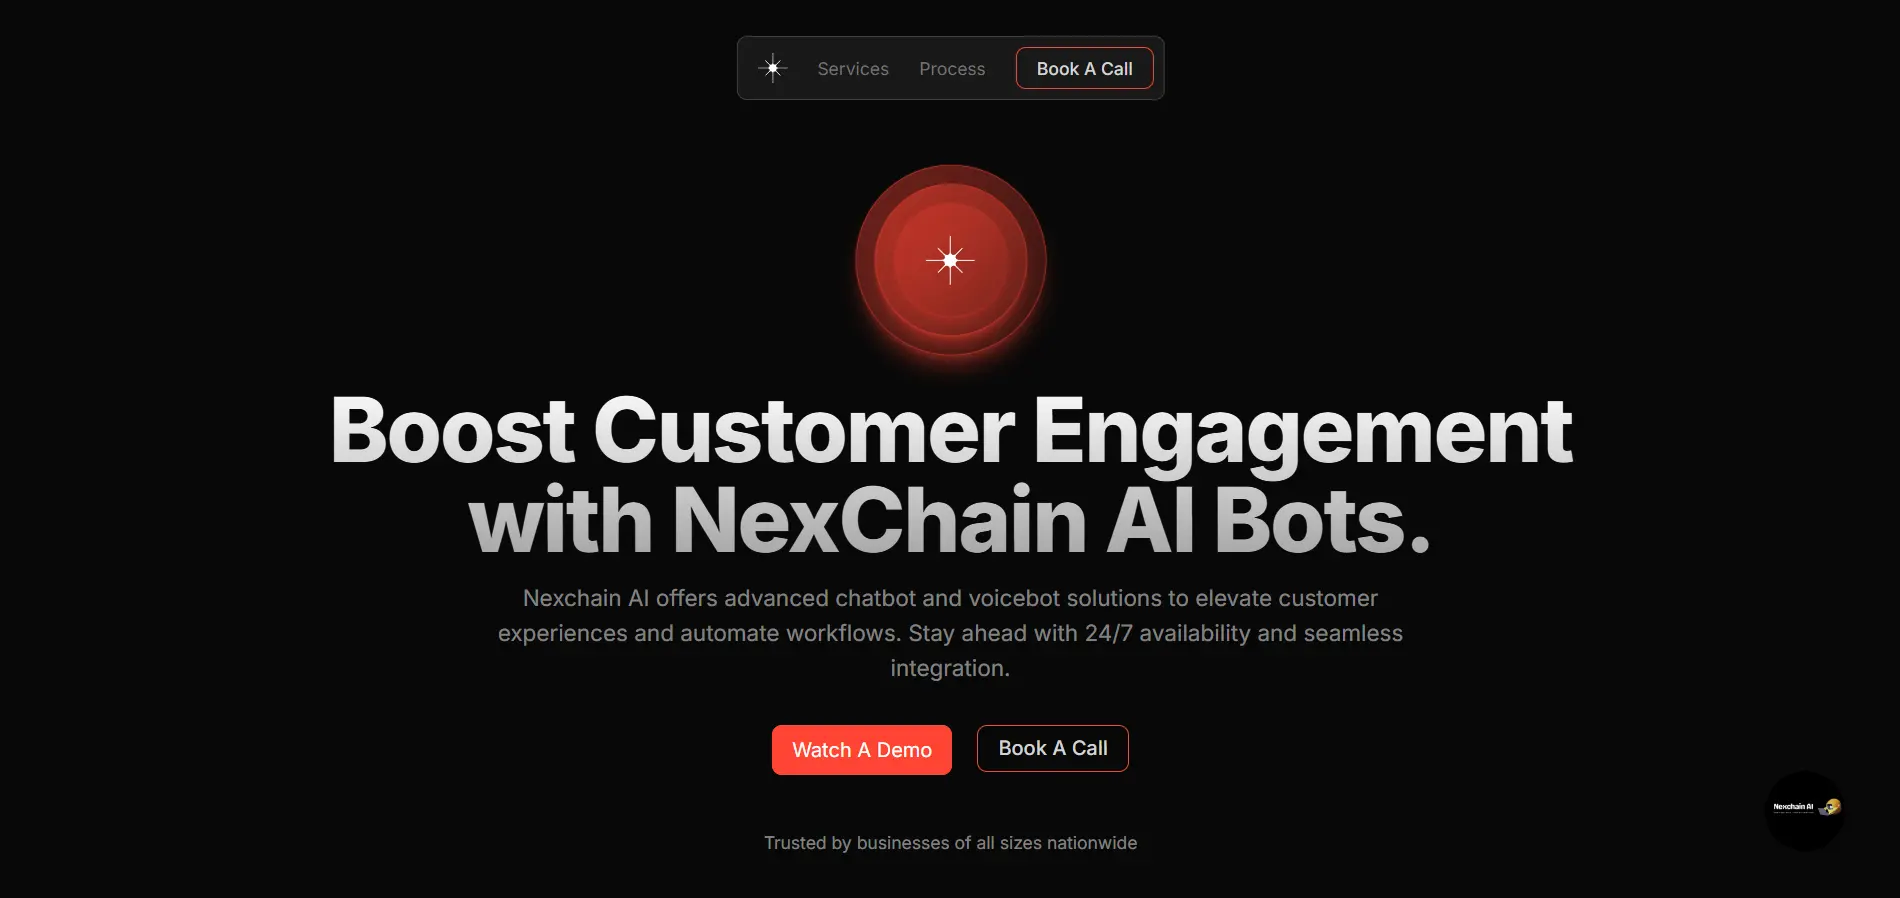 Services
Process
Book A Call
Boost Customer Engagement
with NexChain AI Bots.
Nexchain AI offers advanced chatbot and voicebot solutions to elevate customer
experiences and automate workflows. Stay ahead with 24/7 availability and seamless
integration.
Watch A Demo
Book A Call
Nexchain AI
Trusted by businesses of all sizes nationwide